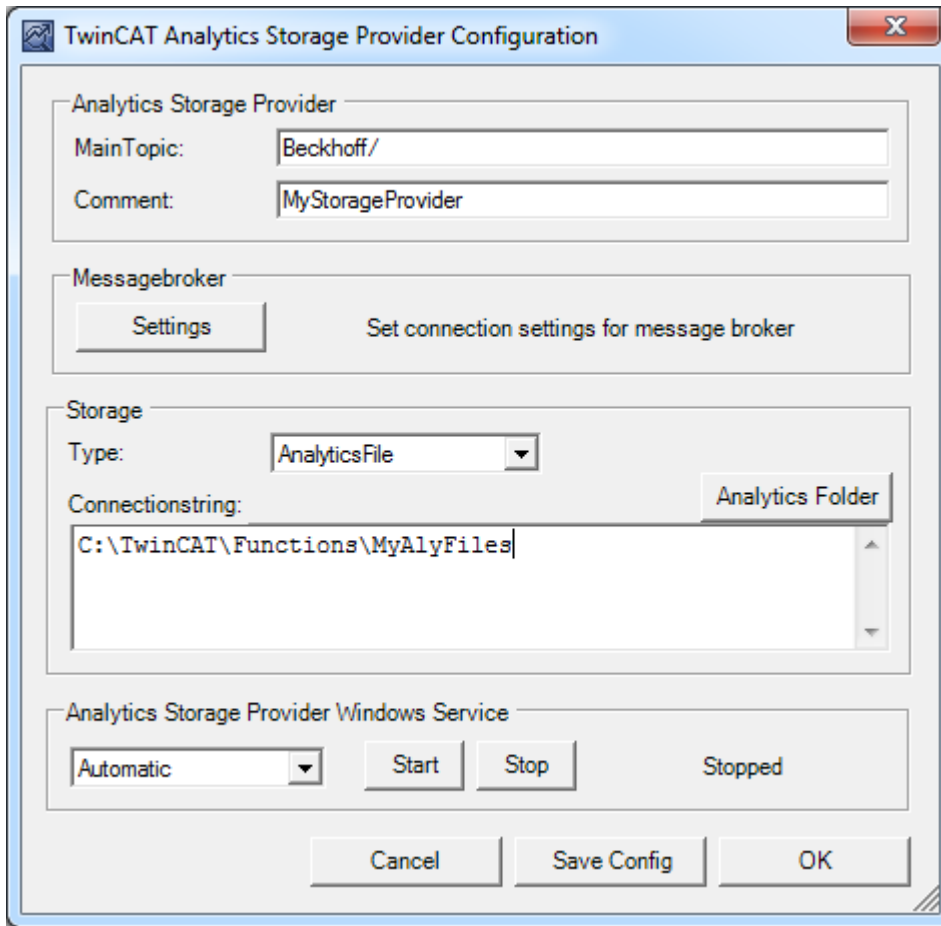 TwinCAT Analytics Storage Provider Configuration
Analytics Storage Provider
MainTopic: Beckhoff/
Comment: MyStorageProvider
Messagebroker
Settings Set connection settings for message broker
Storage
Type: AnalyticsFile
Connectionstring: Analytics Folder
C:\TwinCAT\Functions\MyAlyFiles
Analytics Storage Provider Windows Service
Automatic Start Stop Stopped
Cancel Save Config OK